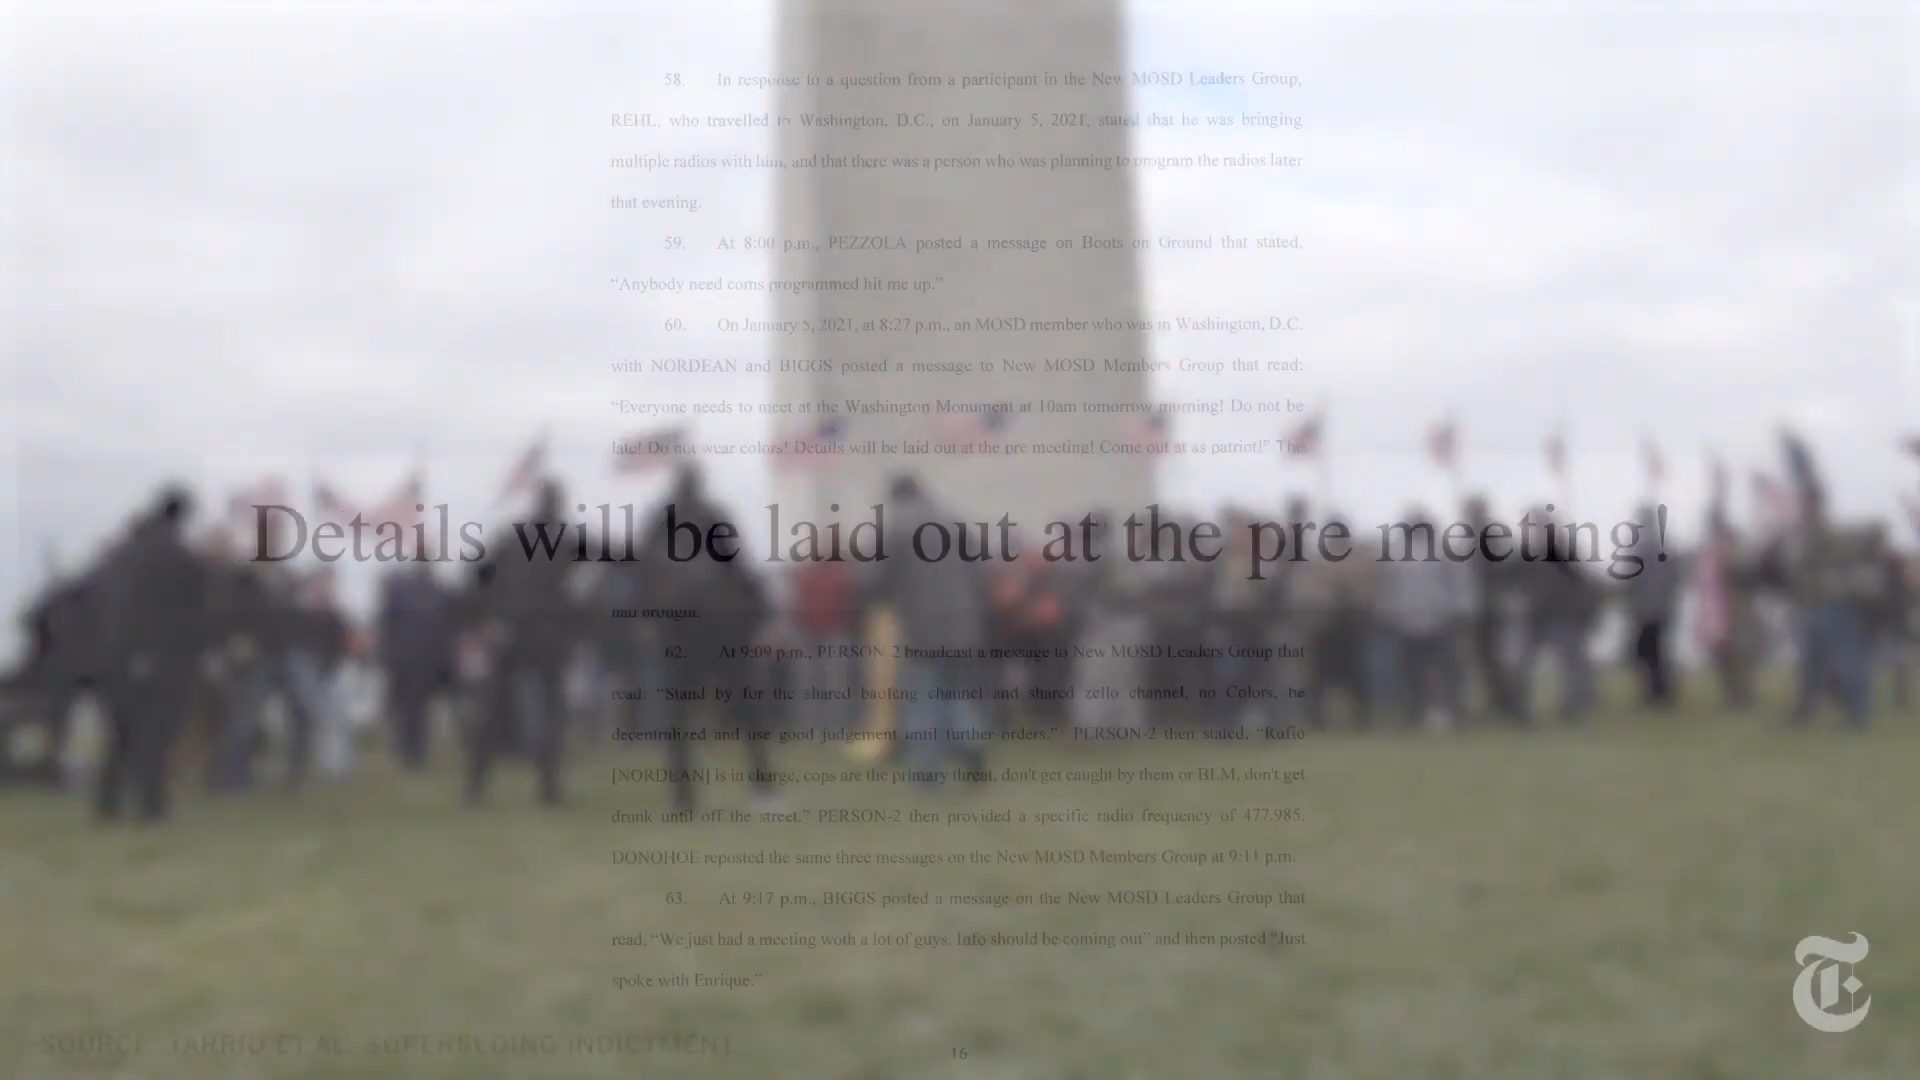 58. In response to a question from a participant in the New MOSD Leaders Group,
REHL, who travelled to Washington, D.C., on January 5, 2021, stated that he was bringing
multiple radios with him, and that there was a person who was planning to program the radios later
that evening.
59. At 8:00 p.m., PEZZOLA posted a message on Boots on Ground that stated,
“Anybody need coms programmed hit me up.”
60. On January 5, 2021, at 8:27 p.m., an MOSD member who was in Washington, D.C.
with NORDEAN and BIGGS posted a message to New MOSD Members Group that read:
“Everyone needs to meet at the Washington Monument at 10am tomorrow morning! Do not be
late! Do not wear colors! Details will be laid out at the pre meeting! Come out at as patriot!” The
Details will be laid out at the pre meeting!
had brought.
62. At 9:09 p.m., PERSON-2 broadcast a message to New MOSD Leaders Group that
read: “Stand by for the shared baofeng channel and shared zello channel, no Colors, be
decentralized and use good judgement until further orders.” PERSON-2 then stated, “Rufio
[NORDEAN] is in charge, cops are the primary threat, don't get caught by them or BLM, don't get
drunk until off the street.” PERSON-2 then provided a specific radio frequency of 477.985.
DONOHOE reposted the same three messages on the New MOSD Members Group at 9:11 p.m.
63. At 9:17 p.m., BIGGS posted a message on the New MOSD Leaders Group that
read, “We just had a meeting woth a lot of guys. Info should be coming out” and then posted “Just
spoke with Enrique.”
SOURCE: TARRIO ET AL. SUPERSEDING INDICTMENT
16
T